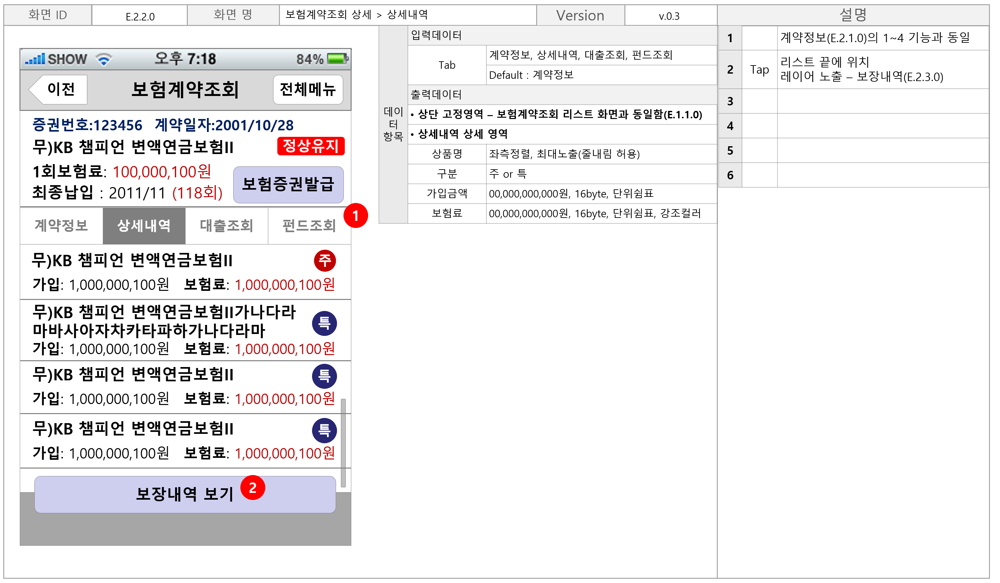 화면 ID
E.2.2.0
화면 명
보험계약조회 상세 > 상세내역
Version
v.0.3
설명
SHOW
오후 7:18
84%
이전
보험계약조회
전체메뉴
증권번호:123456 계약일자:2001/10/28
무)KB 챔피언 변액연금보험II
정상유지
1회보험료: 100,000,100원
최종납입 : 2011/11 (118회)
보험증권발급
1
계약정보
상세내역
대출조회
펀드조회
무)KB 챔피언 변액연금보험II
주
가입: 1,000,000,100원 보험료: 1,000,000,100원
무)KB 챔피언 변액연금보험II가나다라
마바사아자차카타파하가나다라마
특
가입: 1,000,000,100원 보험료: 1,000,000,100원
무)KB 챔피언 변액연금보험II
특
가입: 1,000,000,100원 보험료: 1,000,000,100원
무)KB 챔피언 변액연금보험II
특
가입: 1,000,000,100원 보험료: 1,000,000,100원
보장내역 보기
2
데이
터
항목
입력데이터
Tab
계약정보, 상세내역, 대출조회, 펀드조회
Default : 계약정보
출력데이터
• 상단 고정영역 – 보험계약조회 리스트 화면과 동일함(E.1.1.0)
• 상세내역 상세 영역
상품명
좌측정렬, 최대노출(줄내림 허용)
구분
주 or 특
가입금액
00,000,000,000원, 16byte, 단위쉼표
보험료
00,000,000,000원, 16byte, 단위쉼표, 강조컬러
1
계약정보(E.2.1.0)의 1~4 기능과 동일
2
Tap
리스트 끝에 위치
레이어 노출 – 보장내역(E.2.3.0)
3
4
5
6